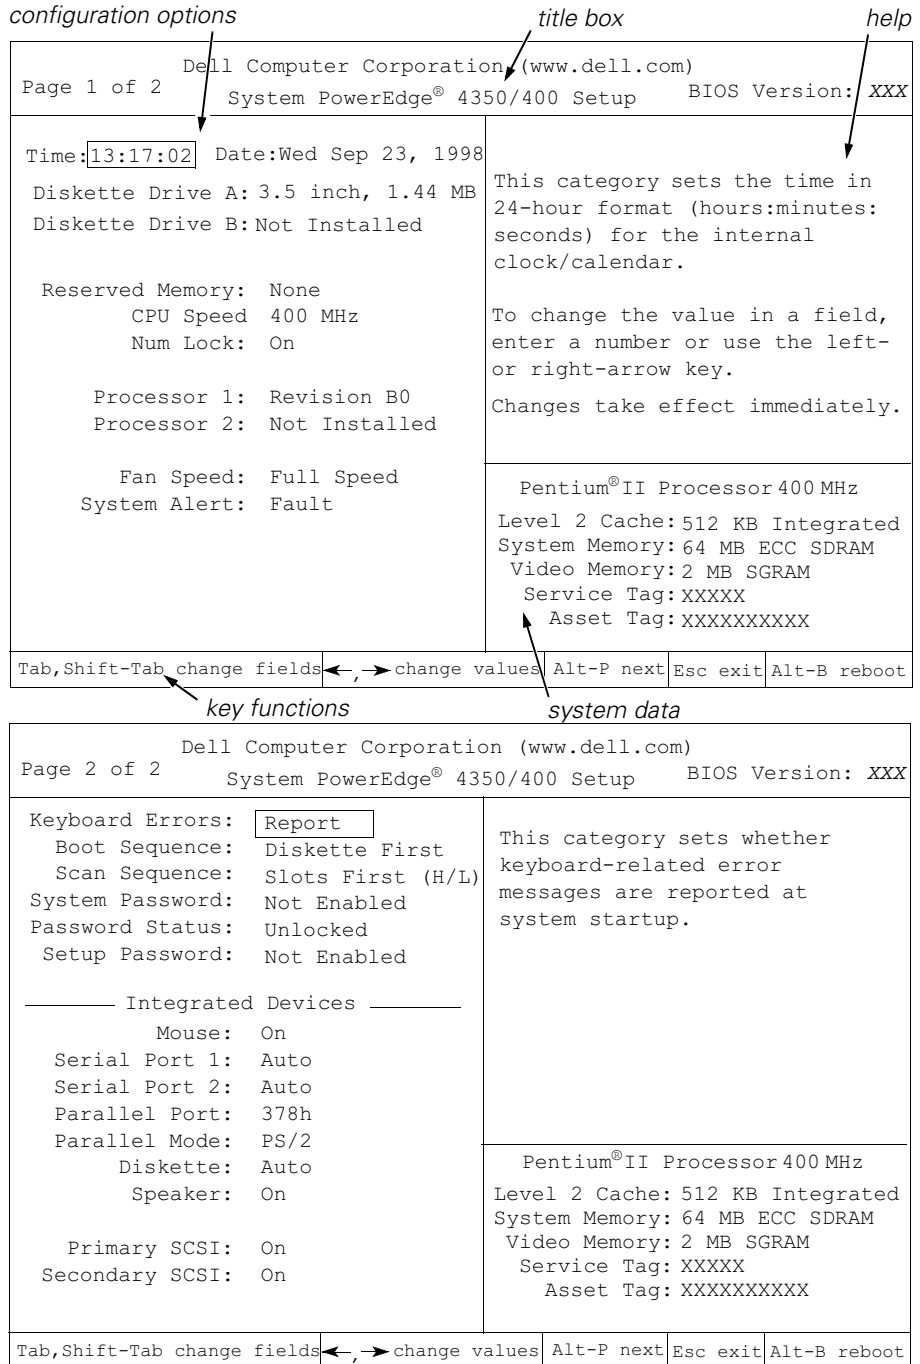 configuration options
title box
help
Dell Computer Corporation (www.dell.com)
Page 1 of 2
System PowerEdge® 4350/400 Setup
BIOS Version: XXX
Time: 13:17:02 Date:Wed Sep 23, 1998
Diskette Drive A: 3.5 inch, 1.44 MB
Diskette Drive B: Not Installed
Reserved Memory: None
CPU Speed 400 MHz
Num Lock: On
Processor 1: Revision B0
Processor 2: Not Installed
Fan Speed: Full Speed
System Alert: Fault
This category sets the time in
24-hour format (hours:minutes:
seconds) for the internal
clock/calendar.
To change the value in a field,
enter a number or use the left-
or right-arrow key.
Changes take effect immediately.
Pentium® II Processor 400 MHz
Level 2 Cache: 512 KB Integrated
System Memory: 64 MB ECC SDRAM
Video Memory: 2 MB SGRAM
Service Tag: XXXXX
Asset Tag: XXXXXXXXXX
Tab,Shift-Tab change fields ←,→ change values Alt-P next Esc exit Alt-B reboot
key functions
system data
Dell Computer Corporation (www.dell.com)
Page 2 of 2
System PowerEdge® 4350/400 Setup
BIOS Version: XXX
Keyboard Errors: Report
Boot Sequence: Diskette First
Scan Sequence: Slots First (H/L)
System Password: Not Enabled
Password Status: Unlocked
Setup Password: Not Enabled
Integrated Devices
Mouse: On
Serial Port 1: Auto
Serial Port 2: Auto
Parallel Port: 378h
Parallel Mode: PS/2
Diskette: Auto
Speaker: On
Primary SCSI: On
Secondary SCSI: On
This category sets whether
keyboard-related error
messages are reported at
system startup.
Pentium® II Processor 400 MHz
Level 2 Cache: 512 KB Integrated
System Memory: 64 MB ECC SDRAM
Video Memory: 2 MB SGRAM
Service Tag: XXXXX
Asset Tag: XXXXXXXXXX
Tab,Shift-Tab change fields ←,→ change values Alt-P next Esc exit Alt-B reboot